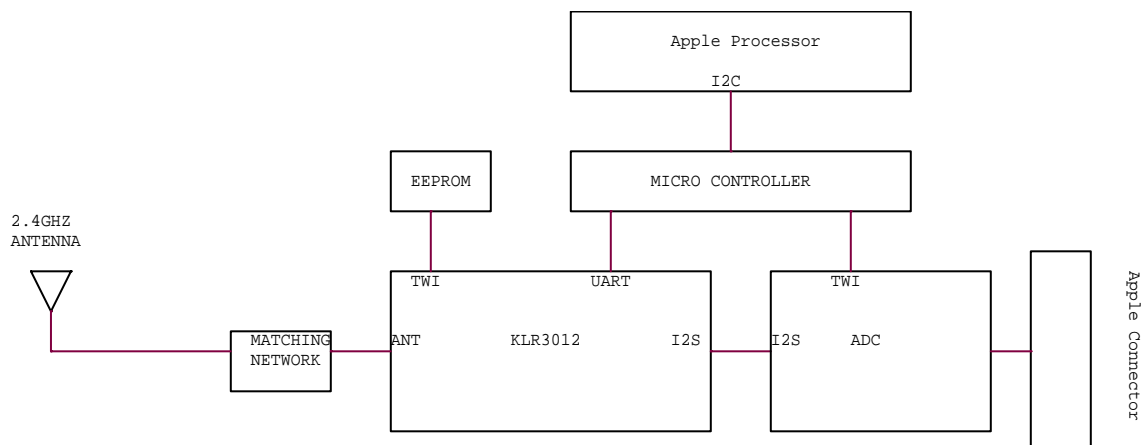 Apple Processor
I2C
EEPROM
MICRO CONTROLLER
2.4GHZ
ANTENNA
TWI
UART
TWI
MATCHING
NETWORK
ANT
KLR3012
I2S
I2S
ADC
Apple Connector